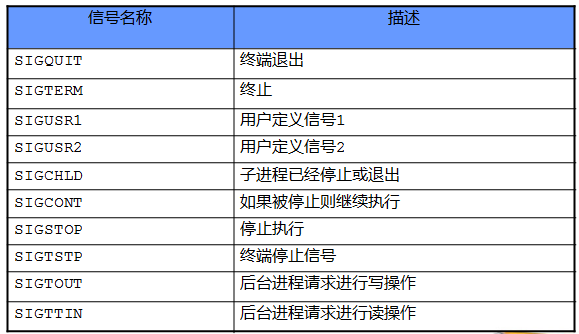 信号名称 描述
SIGQUIT 终端退出
SIGTERM 终止
SIGUSR1 用户定义信号1
SIGUSR2 用户定义信号2
SIGCHLD 子进程已经停止或退出
SIGCONT 如果被停止则继续执行
SIGSTOP 停止执行
SIGTSTP 终端停止信号
SIGTOUT 后台进程请求进行写操作
SIGTTIN 后台进程请求进行读操作